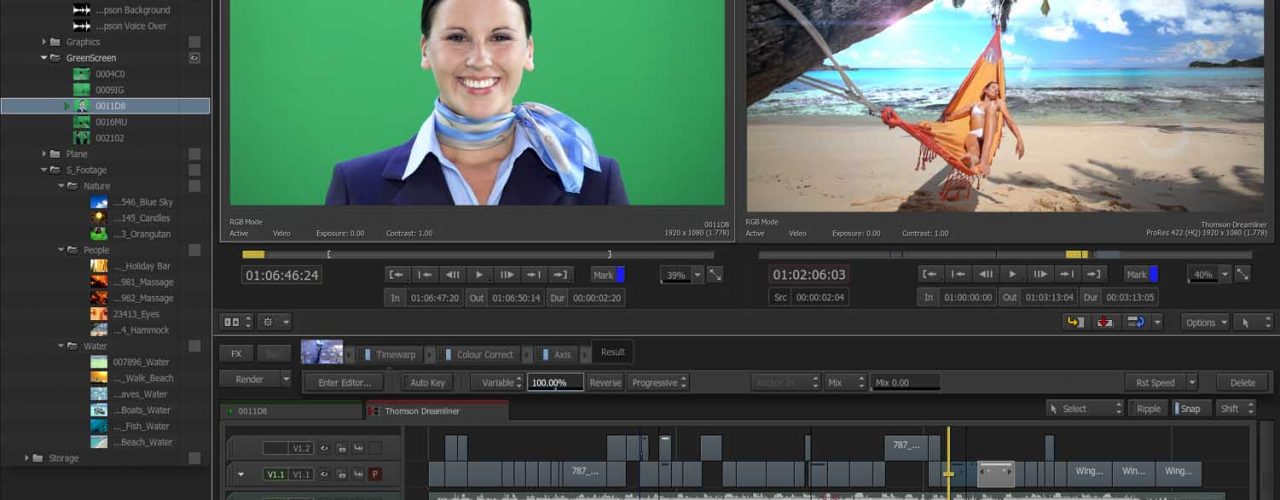 ...pson Background
...pson Voice Over
Graphics
GreenScreen
0004C0
0009IG
0011D8
0016MU
002102
Plane
S_Footage
Nature
...546_Blue Sky
...145_Candles
...3_Orangutan
People
..._Holiday Bar
...981_Massage
...982_Massage
23413_Eyes
...4_Hammock
Water
007896_Water
..._Walk_Beach
...aves_Water
...Boats_Water
..._Fish_Water
...Beach_Water
Storage
RGB Mode
0011D8
Active Video Exposure: 0.00 Contrast: 1.00 1920 x 1080 (1.778)
RGB Mode
Thomson Dreamliner
Active Video Exposure: 0.00 Contrast: 1.00 ProRes 422 (HQ) 1920 x 1080 (1.778)
01:06:46:24 Mark 39%
In 01:06:47:20 Out 01:06:50:14 Dur 00:00:02:20
01:02:06:03 Mark 40%
Src 00:00:02:04 In 01:00:00:00 Out 01:03:13:04 Dur 00:03:13:05
Options
FX Timewarp Colour Correct Axis Result
Render Enter Editor... Auto Key Variable 100.00% Reverse Progressive Mix Mix 0.00 Rst Speed Delete
0011D8 Thomson Dreamliner Select Ripple Snap Shift
V1.2 787_...
V1.1 V1.1 P 787_... Wing... Win... Wing...